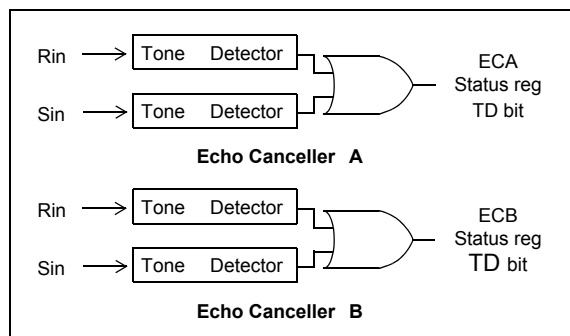 Rin
Tone Detector
Sin
Tone Detector
ECA
Status reg
TD bit
Echo Canceller A
Rin
Tone Detector
Sin
Tone Detector
ECB
Status reg
TD bit
Echo Canceller B